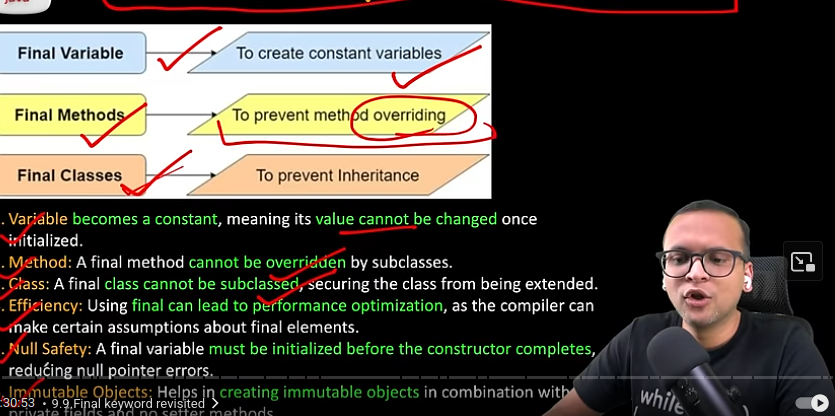 Java
Final Variable To create constant variables
Final Methods To prevent method overriding
Final Classes To prevent Inheritance
. Variable becomes a constant, meaning its value cannot be changed once
initialized.
. Method: A final method cannot be overridden by subclasses.
. Class: A final class cannot be subclassed, securing the class from being extended.
. Efficiency: Using final can lead to performance optimization, as the compiler can
make certain assumptions about final elements.
. Null Safety: A final variable must be initialized before the constructor completes,
reducing null pointer errors.
. Immutable Objects: Helps in creating immutable objects in combination with
private fields and no setter methods.
:30:53 • 9.9 Final keyword revisited >
while